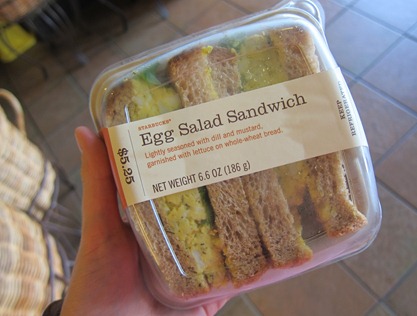 STARBUCKS®
Egg Salad Sandwich
Lightly seasoned with dill and mustard,
garnished with lettuce on whole-wheat bread.
$5.25
NET WEIGHT 6.6 OZ (186 g)
KEEP
REFRIGERATED